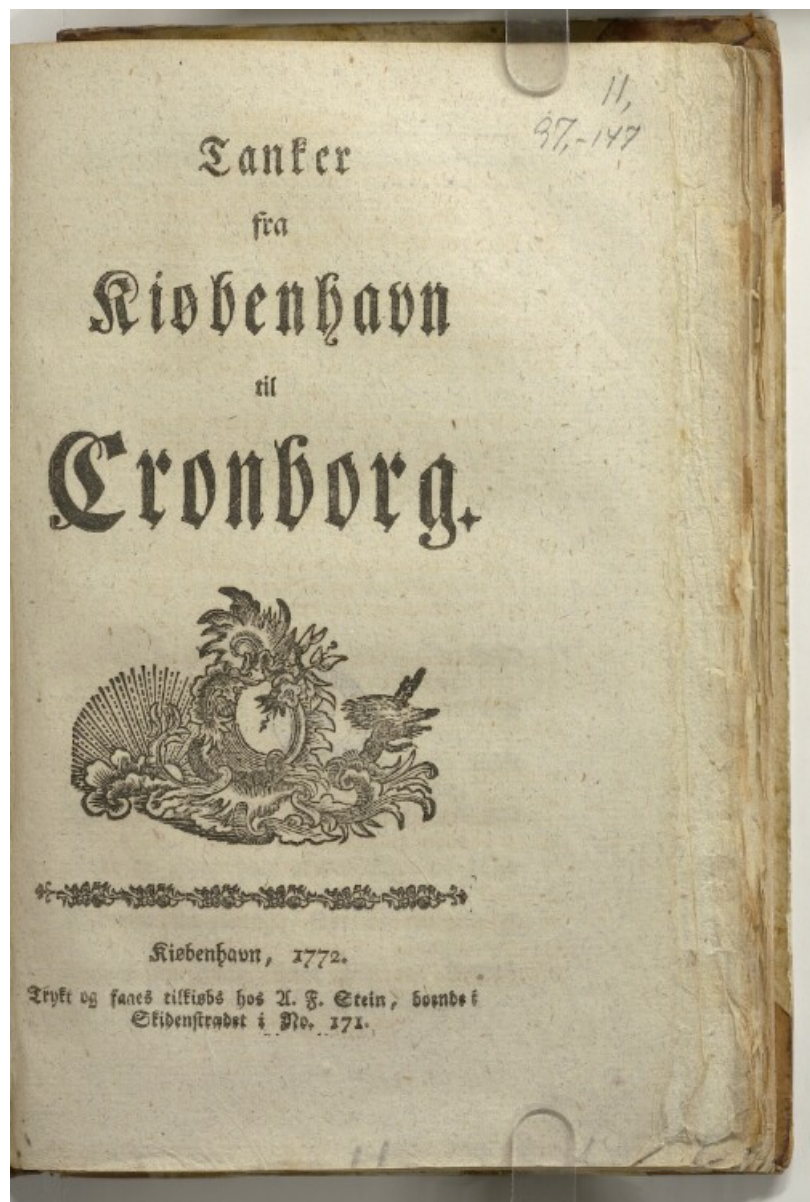 11,
97,-147
Tanker
fra
Kiøbenhavn
til
Cronborg.
Kiøbenhavn, 1772.
Trykt og faaes tilkiøbs hos A. F. Stein, boende i
Skidenstrædet i No. 171.